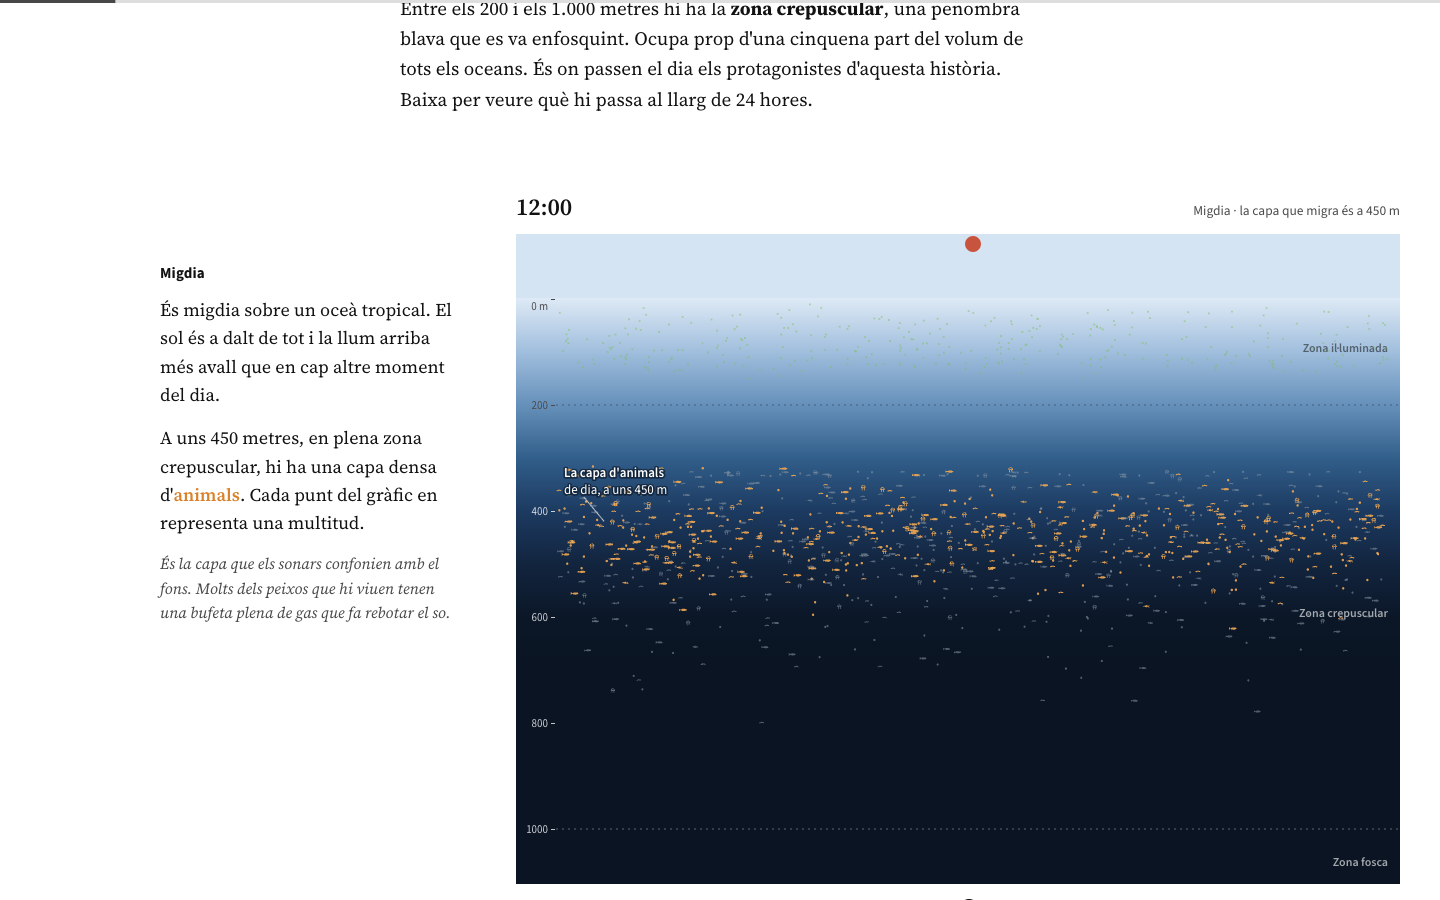 Entre els 200 i els 1.000 metres hi ha la zona crepuscular, una penombra
blava que es va enfosquint. Ocupa prop d'una cinquena part del volum de
tots els oceans. És on passen el dia els protagonistes d'aquesta història.
Baixa per veure què hi passa al llarg de 24 hores.
12:00
Migdia · la capa que migra és a 450 m
Migdia
És migdia sobre un oceà tropical. El
sol és a dalt de tot i la llum arriba
més avall que en cap altre moment
del dia.
A uns 450 metres, en plena zona
crepuscular, hi ha una capa densa
d'animals. Cada punt del gràfic en
representa una multitud.
És la capa que els sonars confonien amb el
fons. Molts dels peixos que hi viuen tenen
una bufeta plena de gas que fa rebotar el so.
0 m
Zona il·luminada
200
La capa d'animals
de dia, a uns 450 m
400
600
Zona crepuscular
800
1000
Zona fosca